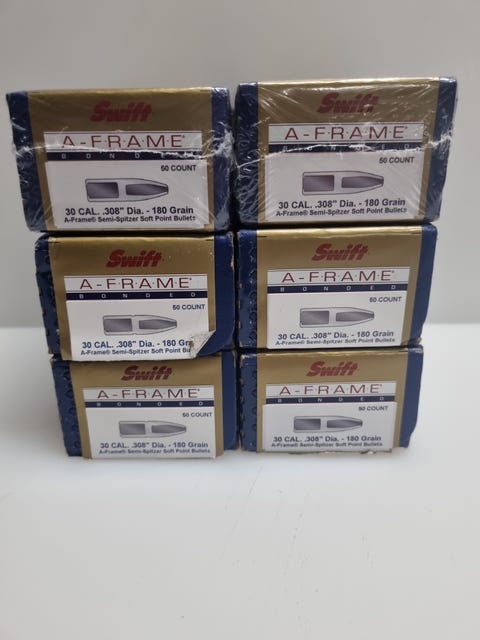 Swift
A-FRAME®
BONDED
50 COUNT
30 CAL. .308" Dia. - 180 Grain
A-Frame® Semi-Spitzer Soft Point Bullets
Swift
A-FRAME®
BONDED
50 COUNT
30 CAL. .308" Dia. - 180 Grain
A-Frame® Semi-Spitzer Soft Point Bullets
Swift
A-FRAME®
BONDED
50 COUNT
30 CAL. .308" Dia. - 180 Gr
A-Frame® Semi-Spitzer Soft Point Bu
Swift
A-FRAME®
BONDED
50 COUNT
30 CAL. .308" Dia. - 180 Grain
A-Frame® Semi-Spitzer Soft Point Bullets
Swift
A-FRAME®
BONDED
50 COUNT
30 CAL. .308" Dia. - 180 Grain
A-Frame® Semi-Spitzer Soft Point Bullets
Swift
A-FRAME®
BONDED
50 COUNT
30 CAL. .308" Dia. - 180 Grain
A-Frame® Semi-Spitzer Soft Point Bullets